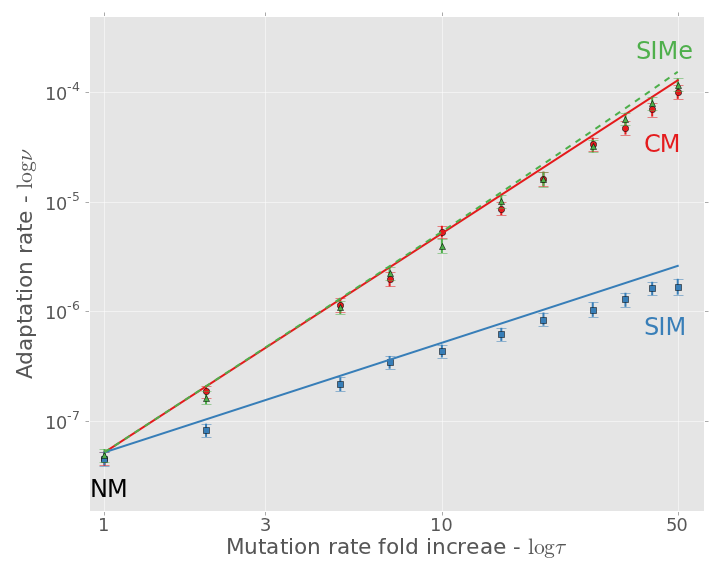 SIMe
10⁻⁴
CM
10⁻⁵
Adaptation rate - logν
10⁻⁶
SIM
10⁻⁷
NM
1 3 10 50
Mutation rate fold increae - logτ